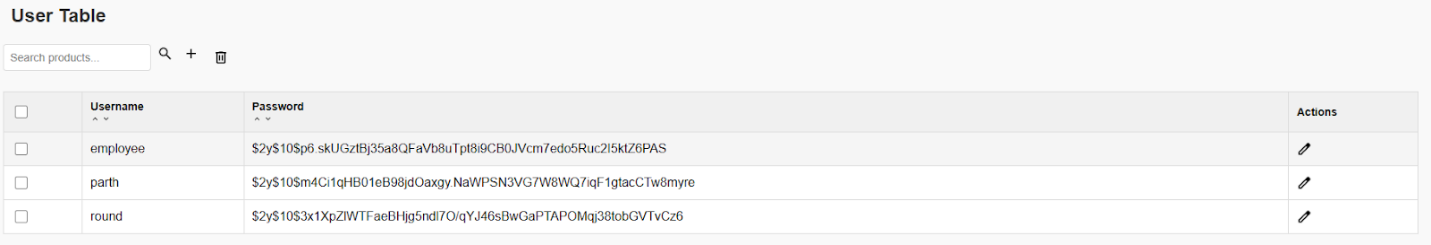 User Table
Search products...
Username Password Actions
employee $2y$10$p6.skUGztBj35a8QFaVb8uTpt8i9CB0JVcm7edo5Ruc2I5ktZ6PAS
parth $2y$10$m4Ci1qHB01eB98jdOaxgy.NaWPSN3VG7W8WQ7iqF1gtacCTw8myre
round $2y$10$3x1XpZlWTFaeBHjg5ndl7O/qYJ46sBwGaPTAPOMqj38tobGVTvCz6